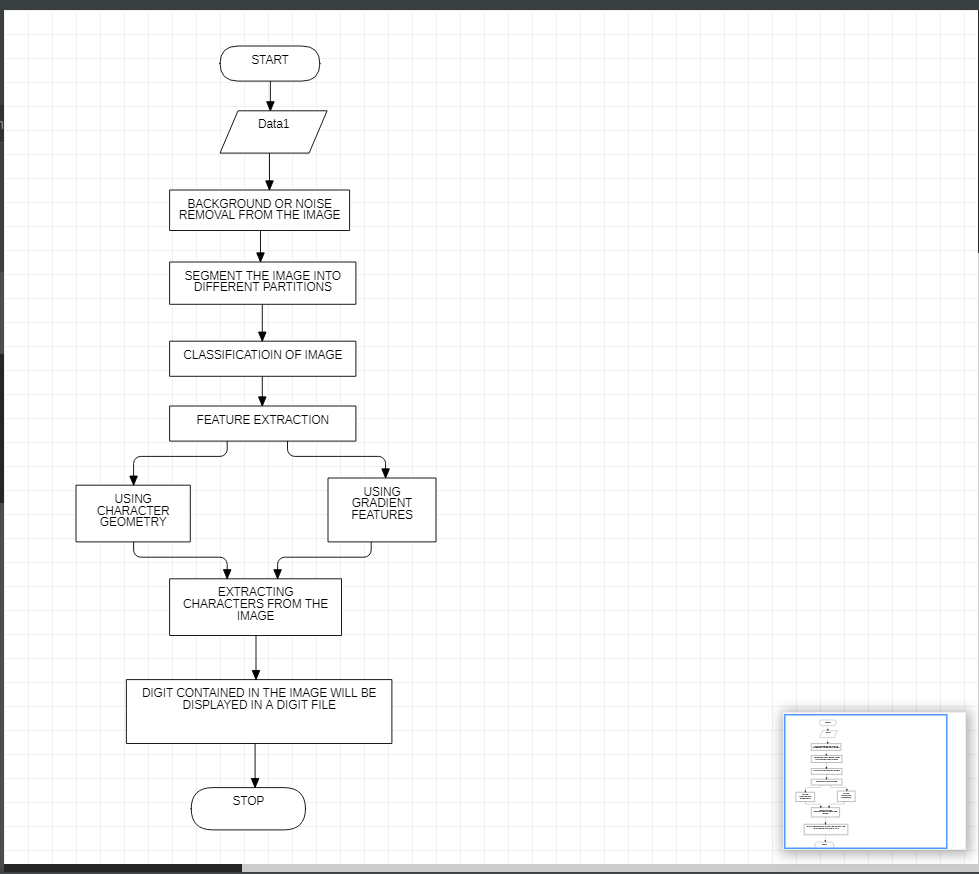 START
Data1
BACKGROUND OR NOISE
REMOVAL FROM THE IMAGE
SEGMENT THE IMAGE INTO
DIFFERENT PARTITIONS
CLASSIFICATIOIN OF IMAGE
FEATURE EXTRACTION
USING
CHARACTER
GEOMETRY
USING
GRADIENT
FEATURES
EXTRACTING
CHARACTERS FROM THE
IMAGE
DIGIT CONTAINED IN THE IMAGE WILL BE
DISPLAYED IN A DIGIT FILE
STOP